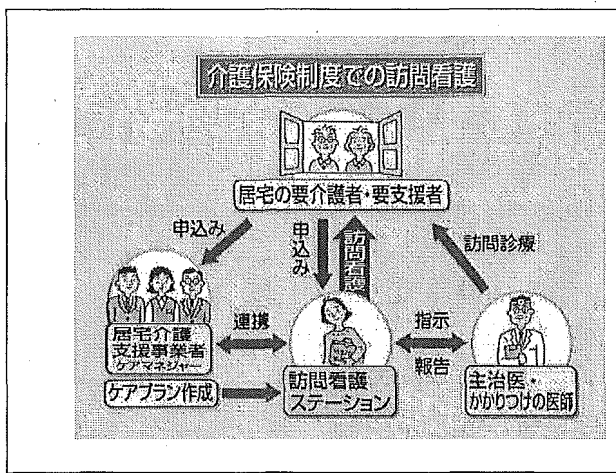 介護保険制度での訪問看護
居宅の要介護者・要支援者
申込み
申込み
訪問看護
訪問診療
居宅介護
支援事業者
ケアマネジャー
連携
訪問看護
ステーション
指示
報告
主治医・
かかりつけの医師
ケアプラン作成